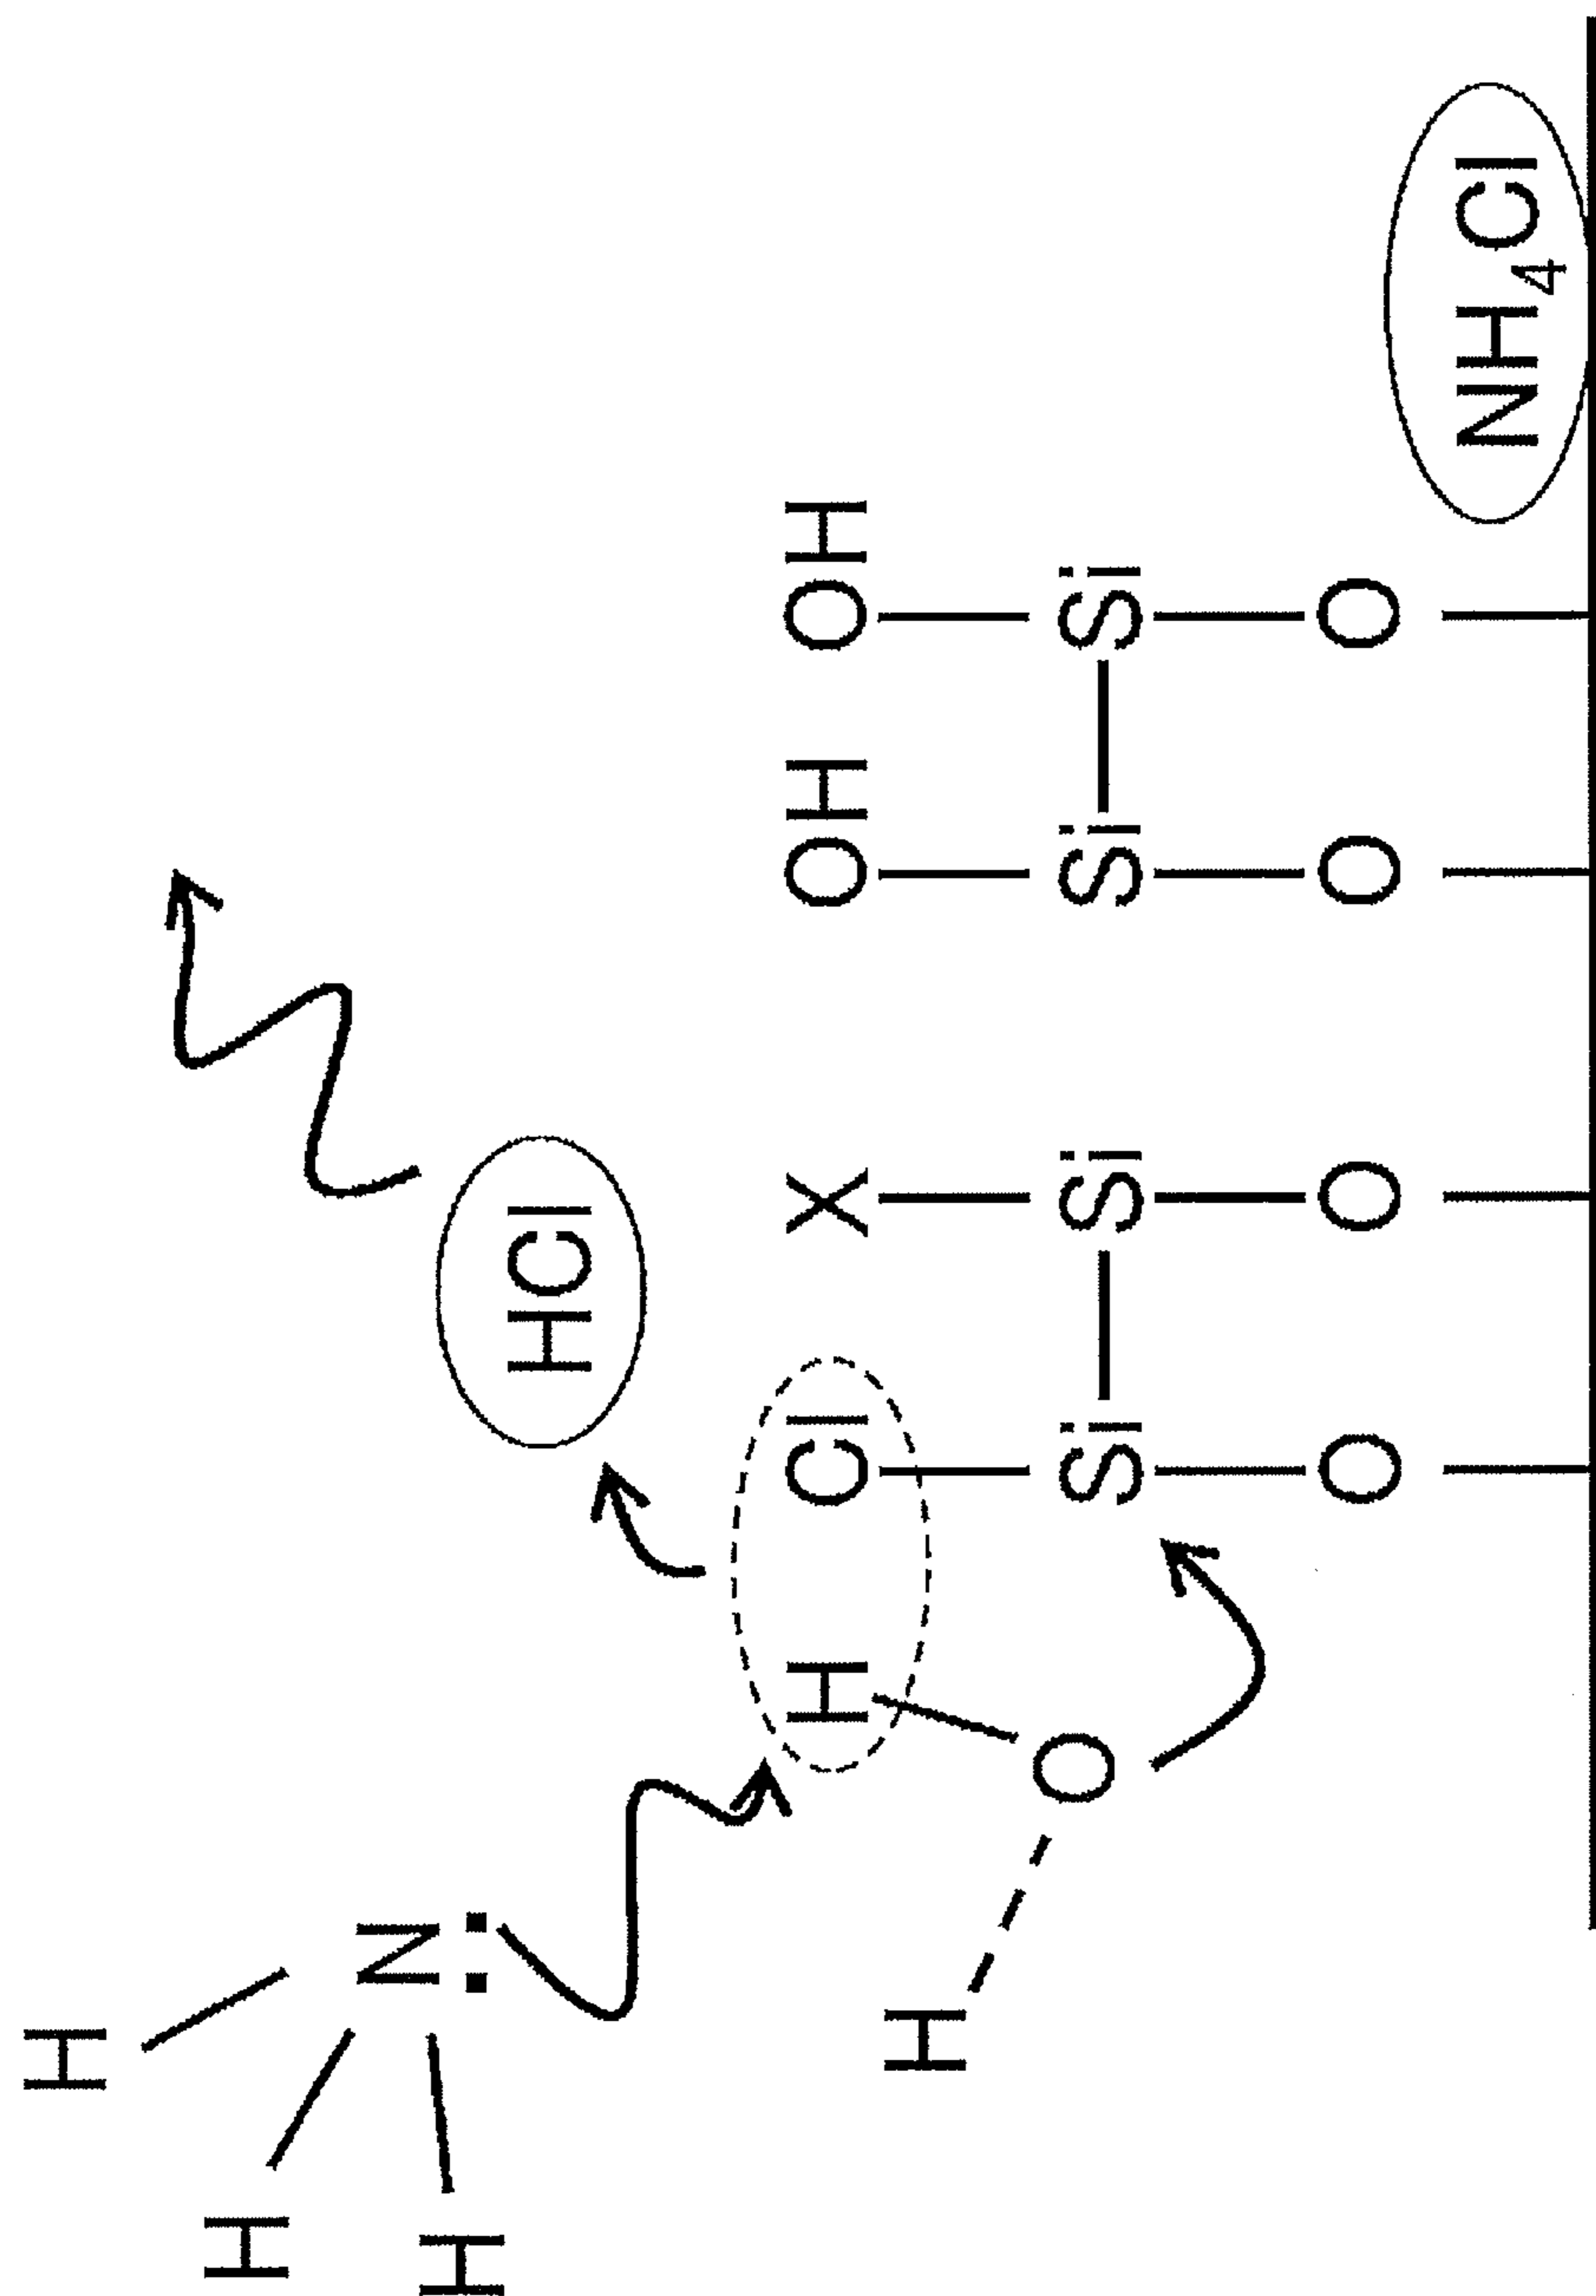 H
H
N:
H
HCl
H Cl X OH OH
H
O Si Si Si Si
O O O O
NH₄Cl